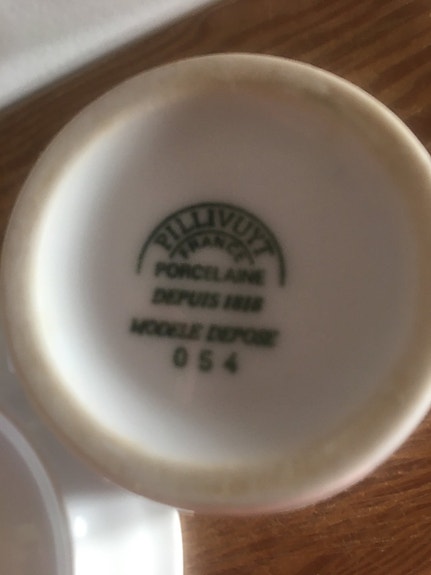 PILLIVUYT
FRANCE
PORCELAINE
DEPUIS 1818
MODELE DEPOSE
054